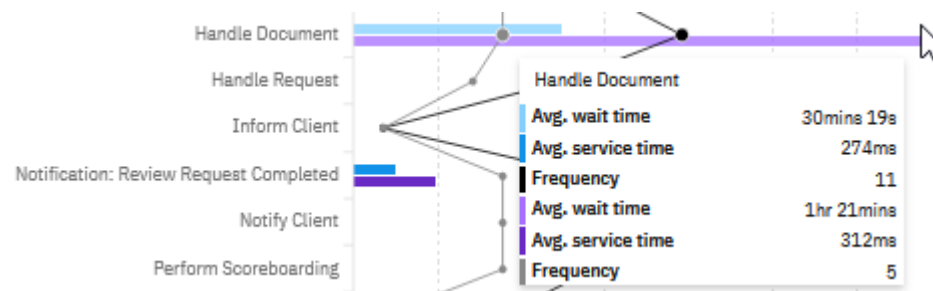 Handle Document
Handle Request
Inform Client
Notification: Review Request Completed
Notify Client
Perform Scoreboarding
Handle Document
Avg. wait time 30mins 19s
Avg. service time 274ms
Frequency 11
Avg. wait time 1hr 21mins
Avg. service time 312ms
Frequency 5